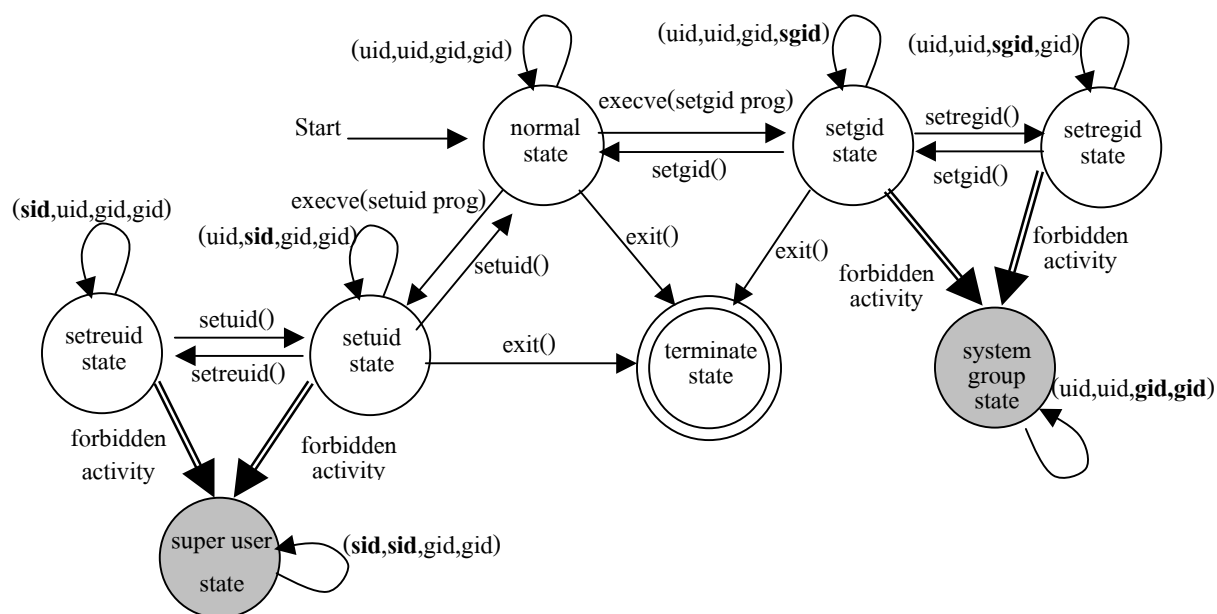 (uid,uid,gid,gid)
(uid,uid,gid,sgid)
(uid,uid,sgid,gid)
Start
normal
state
execve(setgid prog)
setgid()
setgid
state
setregid()
setgid()
setregid
state
(sid,uid,gid,gid)
(uid,sid,gid,gid)
execve(setuid prog)
setuid()
exit()
exit()
forbidden
activity
forbidden
activity
setreuid
state
setuid()
setreuid()
setuid
state
exit()
terminate
state
system
group
state
(uid,uid,gid,gid)
forbidden
activity
forbidden
activity
super user
state
(sid,sid,gid,gid)